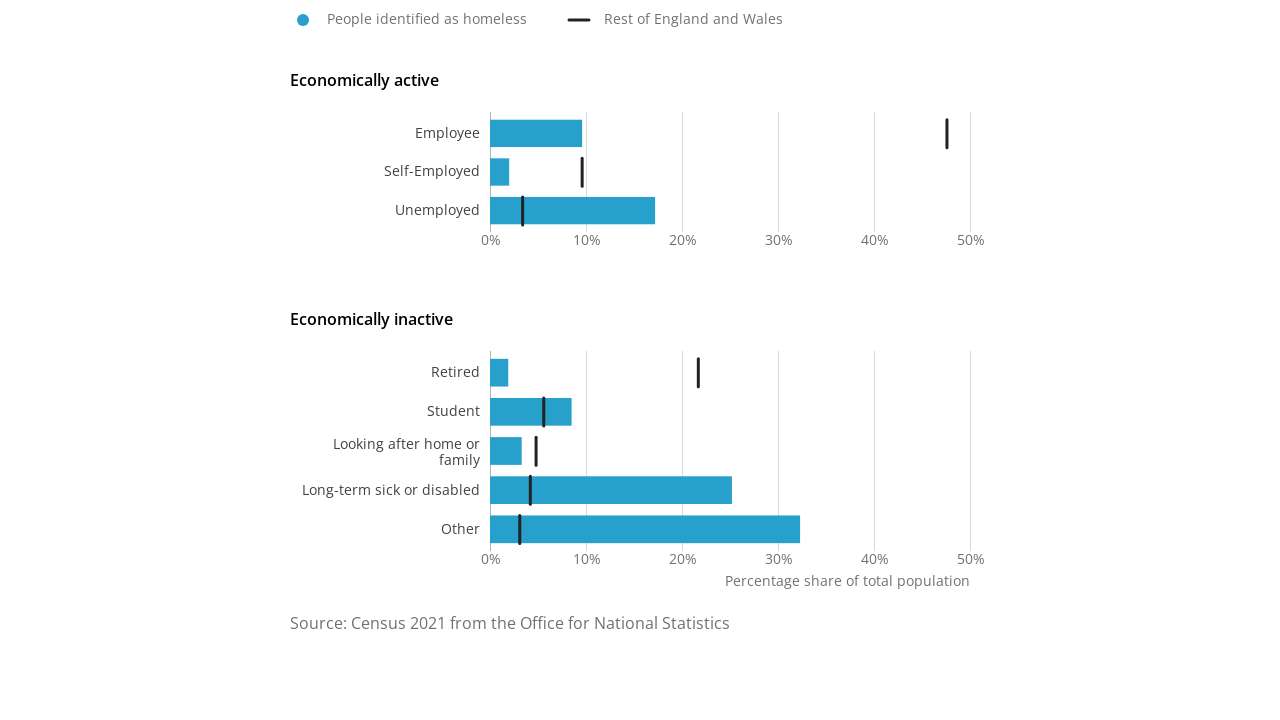 People identified as homeless
Rest of England and Wales
Economically active
Employee
Self-Employed
Unemployed
0% 10% 20% 30% 40% 50%
Economically inactive
Retired
Student
Looking after home or
family
Long-term sick or disabled
Other
0% 10% 20% 30% 40% 50%
Percentage share of total population
Source: Census 2021 from the Office for National Statistics